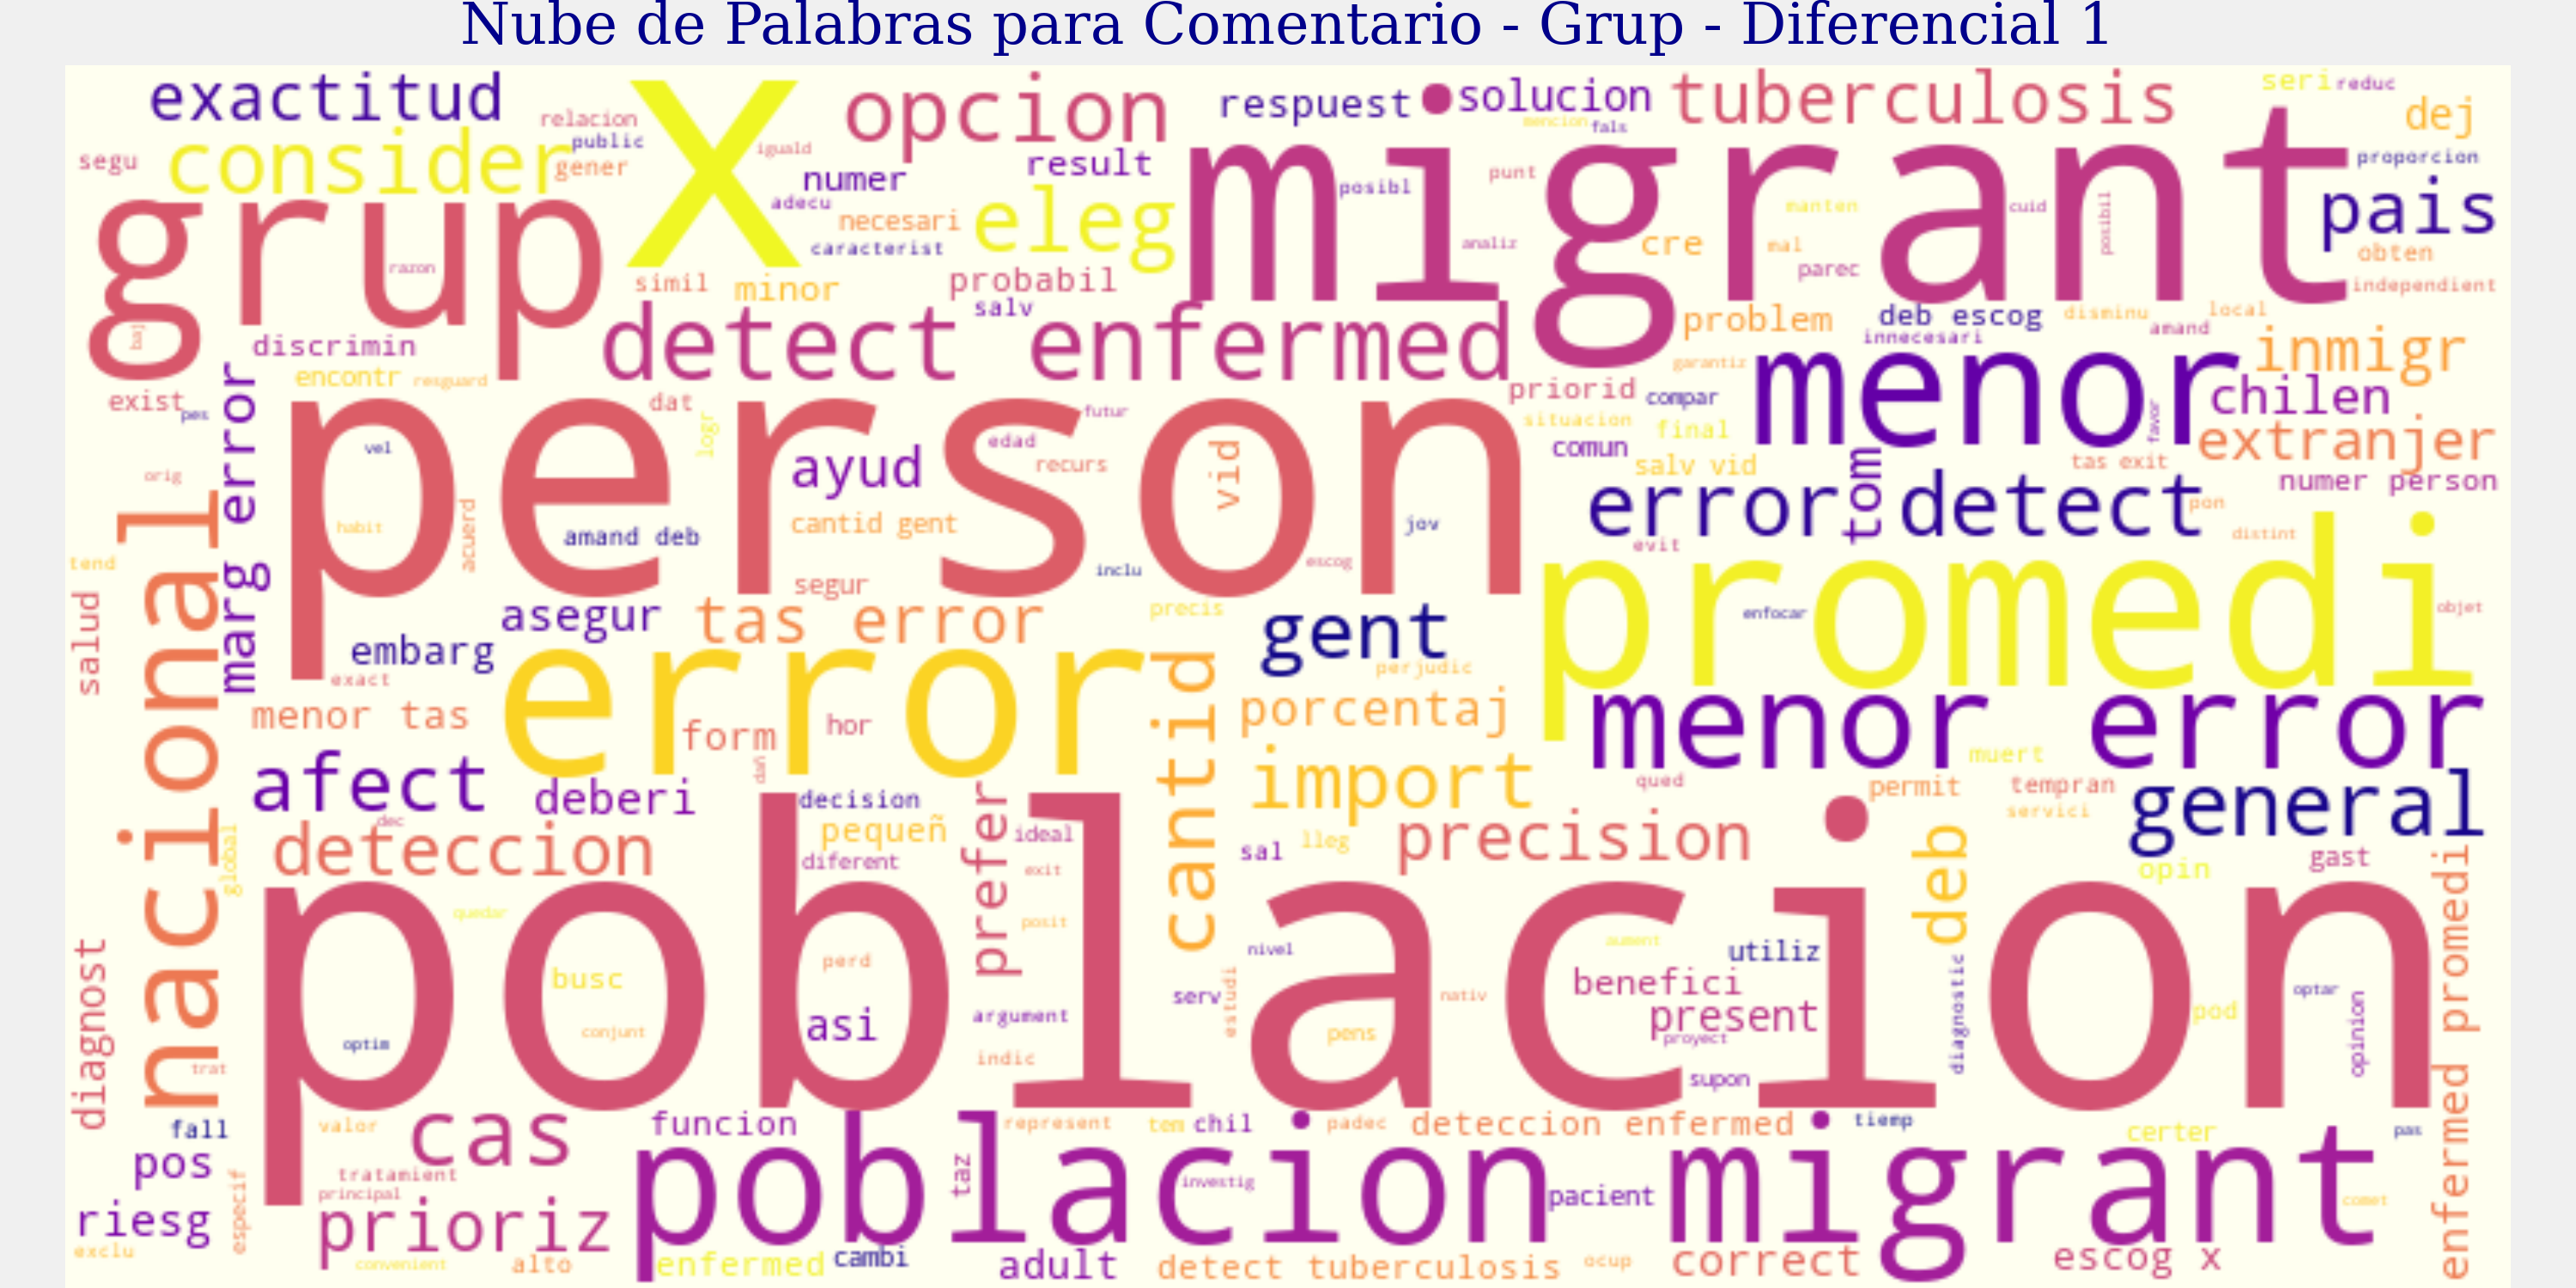 Nube de Palabras para Comentario - Grup - Diferencial 1
exactitud
relacion
public
iguald
opcion
respuest
solucion
mencion
fals
tuberculosis
seri
reduc
dej
segu
consider
gener
x
numer
result
adecu
necesari
caracterist
eleg
migrant
posibl
punt
analiz
cre
manten
mal
parec
cuid
posibil
proporcion
pais
obten
independient
grup
razon
bal
simil
minor
probabil
salv
discrimin
detect enfermed
problem
deb escog
innecesari
disminu
amand
local
inmigr
encontr
resguard
garantiz
menor
favor
chilen
exist
pes
marg error
dat
logr
futur
priorid
compar
situacion
final
extranjer
person
vel
ayud
edad
recurs
vid
comun
salv vid
tom
tas exit
numer person
orig
habit
acuerd
amand deb
cantid gent
jov
error detect
pon
distint
evit
tend
nacional
segur
inclu
escog
promedi
enfocar
objet
salud
asegur
tas error
precis
gent
perjudic
embarg
exact
error
menor tas
form
hor
cantid
porcentaj
menor error
muert
afect
deberi
dañ
import
qued
permit
tempran
servici
general
dec
decision
pequeñ
diferent
prefer
ideal
exit
deteccion
global
sal
lleg
precision
deb
opin
gast
poblacion
quedar
posit
busc
perd
conjunt
asi
optim
argument
indic
nivel
serv
estudi
pens
nativ
aument
utiliz
benefici
present
proyect
supon
diagnostic
pod
optar
opinion
enfermed promedi
diagnost
trat
fall
valor
cas
funcion
represent
tem
chil
padec
deteccion enfermed
tiemp
certer
pas
pos
tratamient
principal
especif
riesg
prioriz
poblacion migrant
taz
investig
pacient
comet
exclu
convenient
alto
enfermed
cambi
adult
detect tuberculosis
ocup
correct
escog x